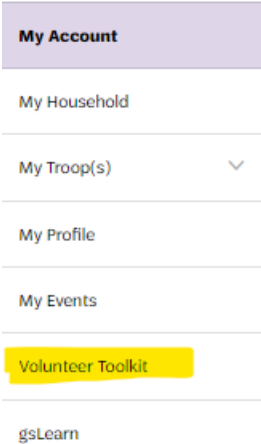 My Account
My Household
My Troop(s)
My Profile
My Events
Volunteer Toolkit
gsLearn